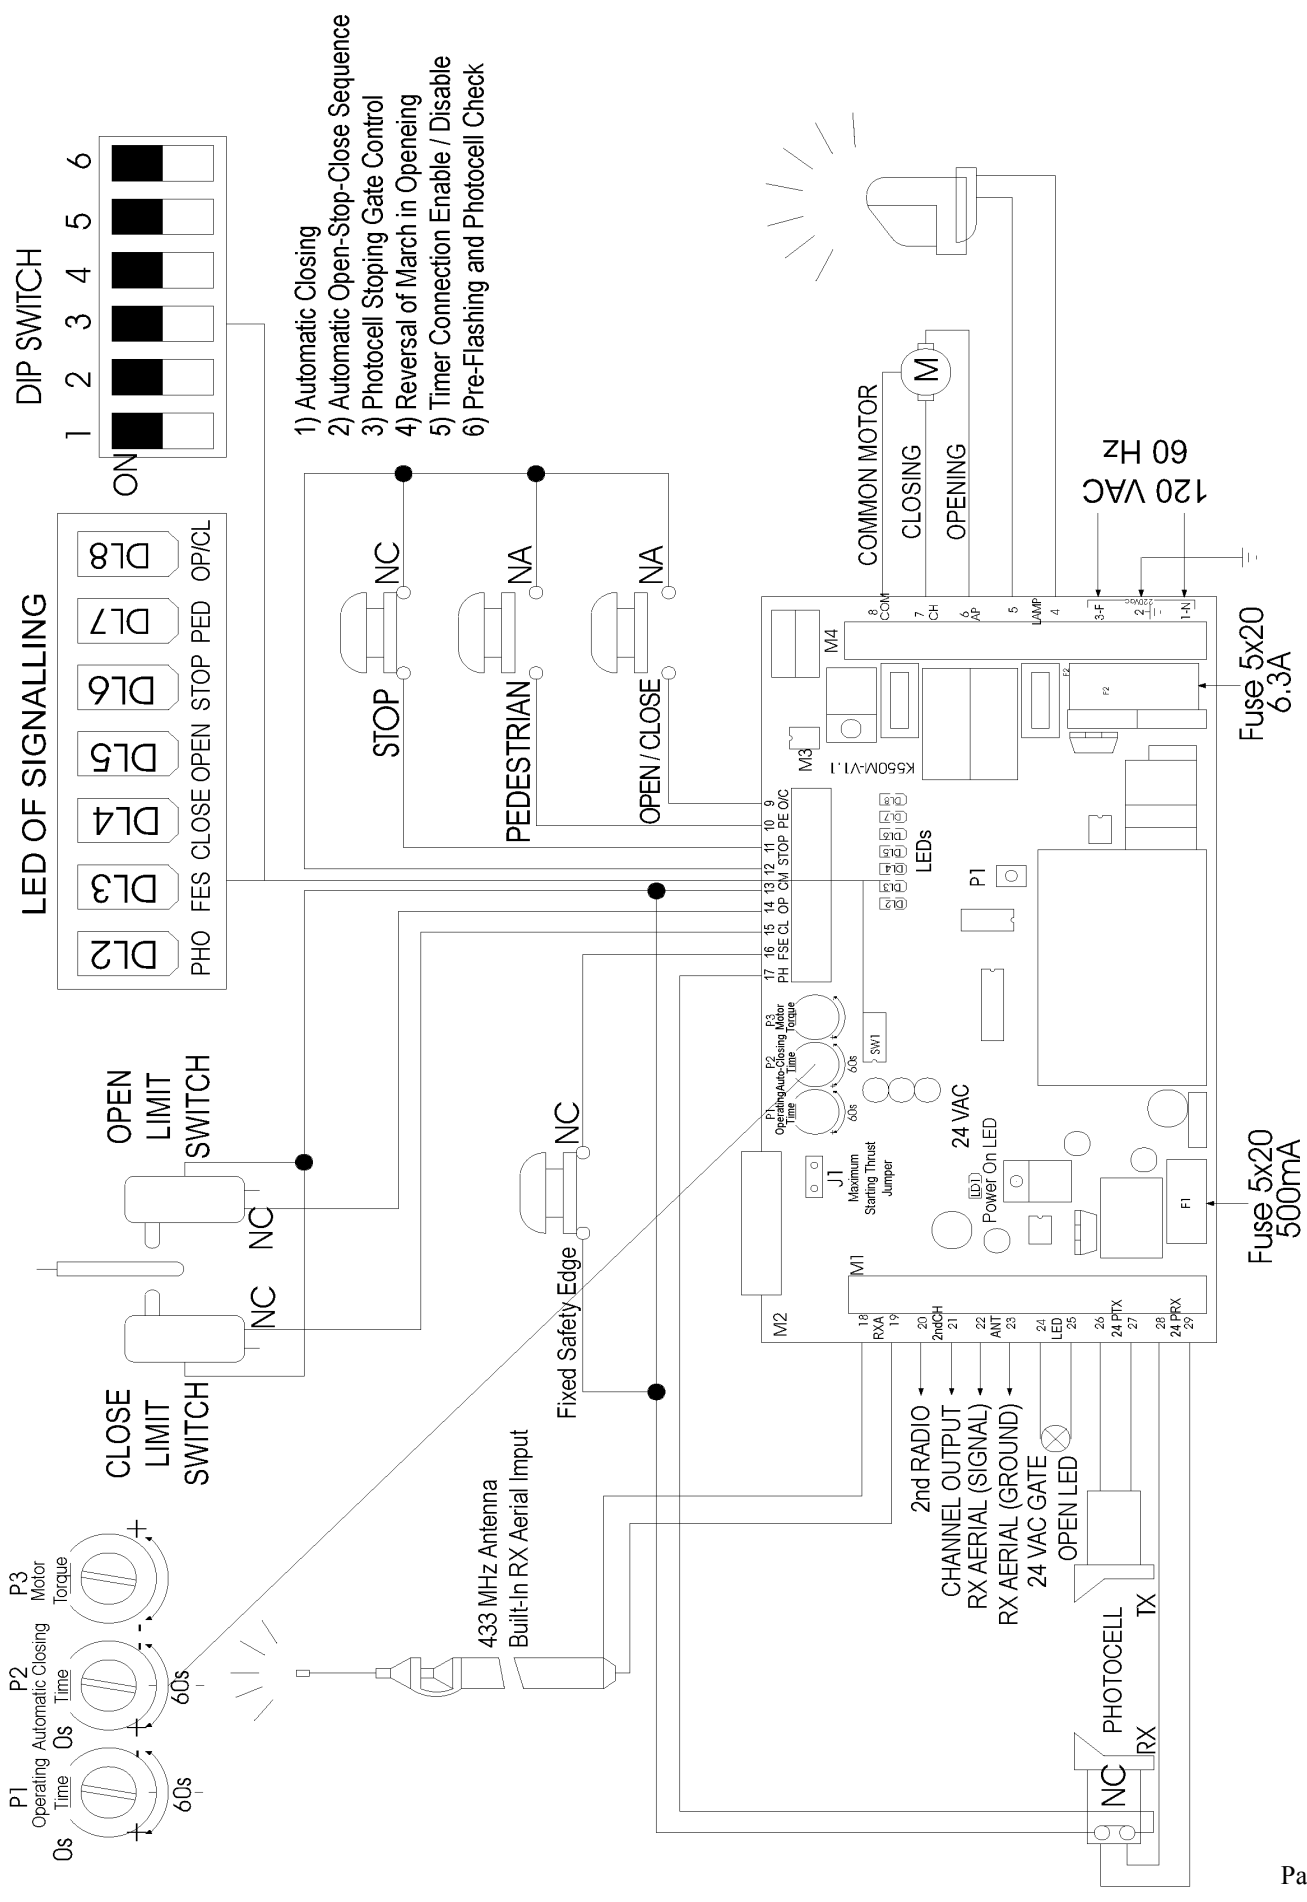 LED OF SIGNALLING
DL2
DL3
DL4
DL5
DL6
DL7
DL8
PHO
FES
CLOSE
OPEN
STOP
PED
OP/CL
DIP SWITCH
1
2
3
4
5
6
ON
1) Automatic Closing
2) Automatic Open-Stop-Close Sequence
3) Photocell Stoping Gate Control
4) Reversal of March in Openeing
5) Timer Connection Enable / Disable
6) Pre-Flashing and Photocell Check
P1
Operating
Time
0s
60s
P2
Automatic Closing
Time
0s
60s
P3
Motor
Torque
+
-
+
-
+
-
CLOSE
LIMIT
SWITCH
NC
OPEN
LIMIT
SWITCH
NC
STOP
NC
PEDESTRIAN
NA
OPEN / CLOSE
NA
Fixed Safety Edge
NC
433 MHz Antenna
Built-In RX Aerial Imput
17
16
15
14
13
12
11
10
9
PH
FSE
CL
OP
CM
STOP
PE
O/C
M2
M3
M4
P1
Operating
Time
60s
P2
Auto-Closing
Time
60s
P3
Motor
Torque
J1
Maximum
Starting Thrust
Jumper
SW1
DL2
DL3
DL4
DL5
DL6
DL7
DL8
LEDs
K550M-V1.1
P1
24 VAC
LD1
Power On LED
M1
F1
F2
F2
18
RXA
19
20
2ndCH
21
22
ANT
23
24
LED
25
26
24 PTX
27
28
24 PRX
29
8
COM
7
CH
6
AP
5
LAMP
4
3-F
2
220Vac
1-N
COMMON MOTOR
CLOSING
OPENING
M
120 VAC
60 Hz
Fuse 5x20
6.3A
Fuse 5x20
500mA
2nd RADIO
CHANNEL OUTPUT
RX AERIAL (SIGNAL)
RX AERIAL (GROUND)
24 VAC GATE
OPEN LED
PHOTOCELL
TX
RX
NC
Pa